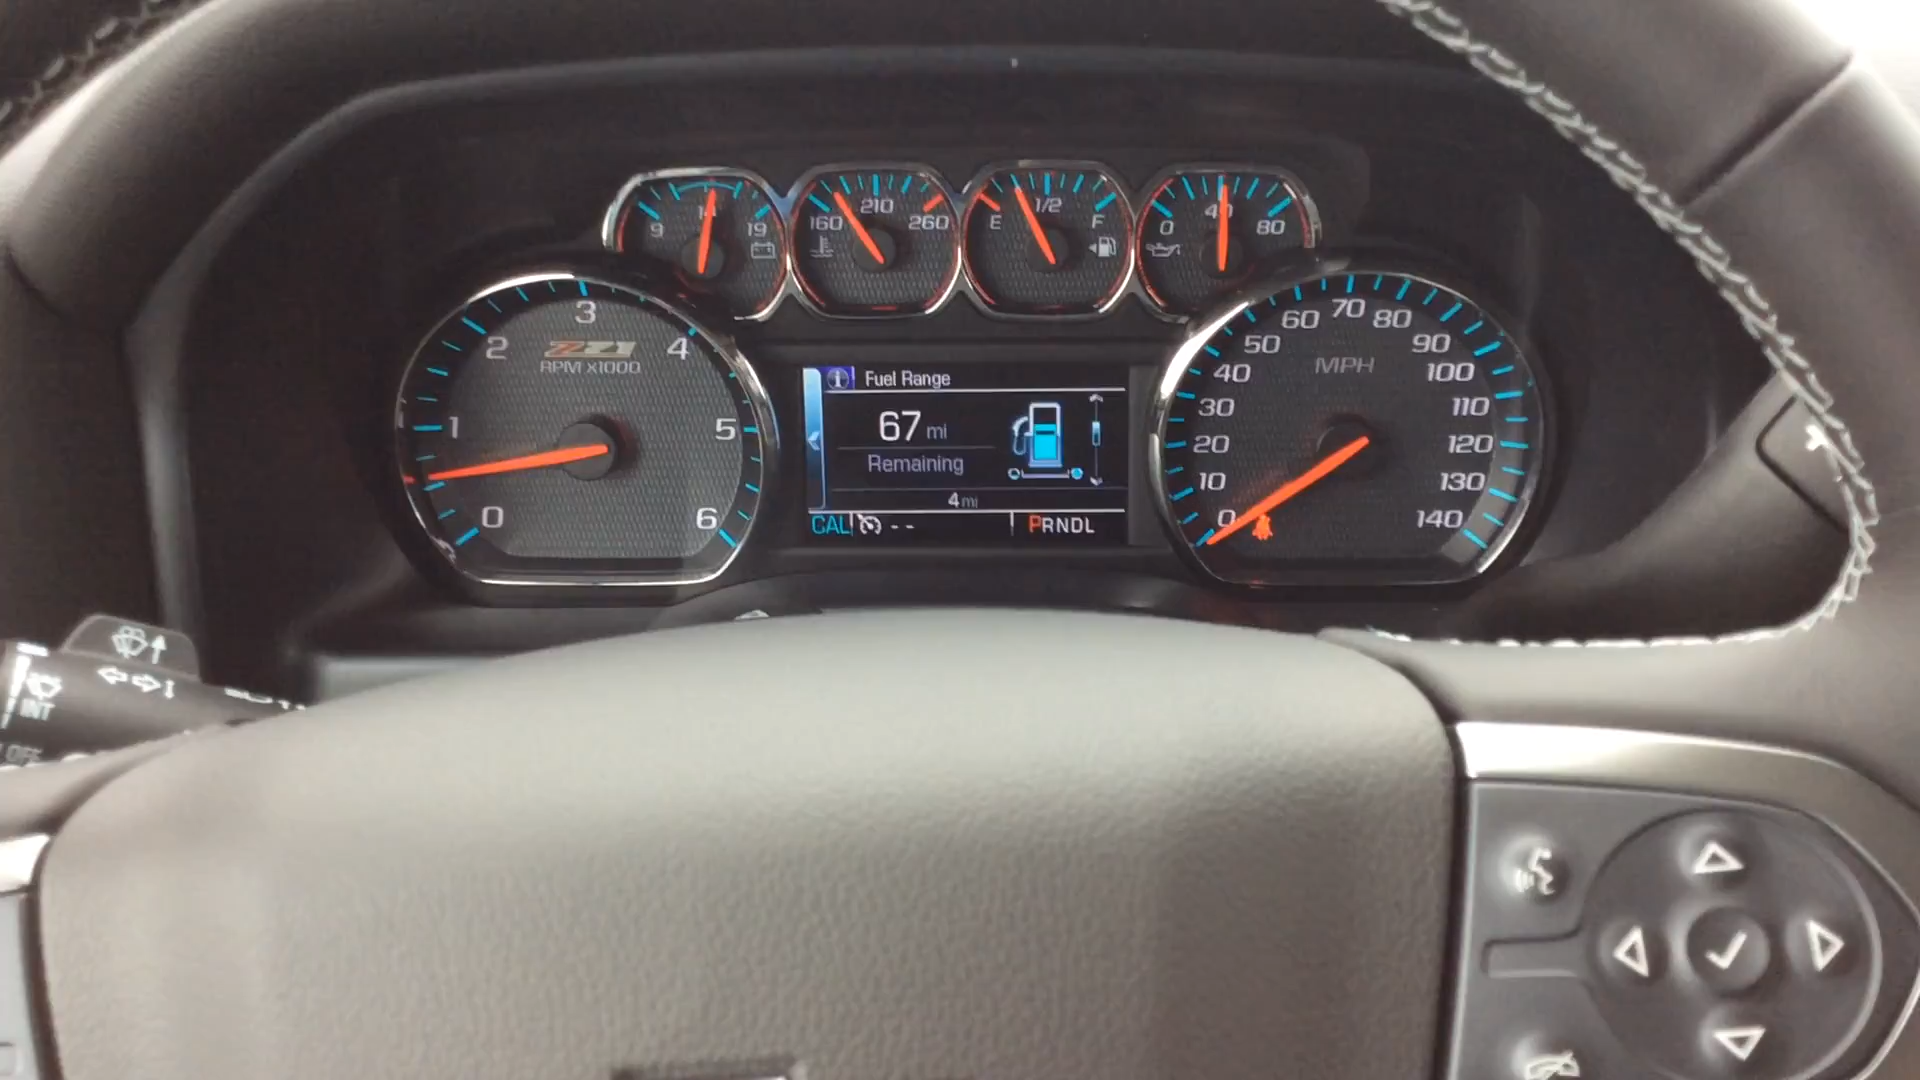 9 14 19
160 210 260
E 1/2 F
0 40 80
0 1 2 3 4 5 6
Z71
RPM X1000
Fuel Range
67 mi
Remaining
4 mi
CAL -- PRNDL
0 10 20 30 40 50 60 70 80 90 100 110 120 130 140
MPH
INT
OFF